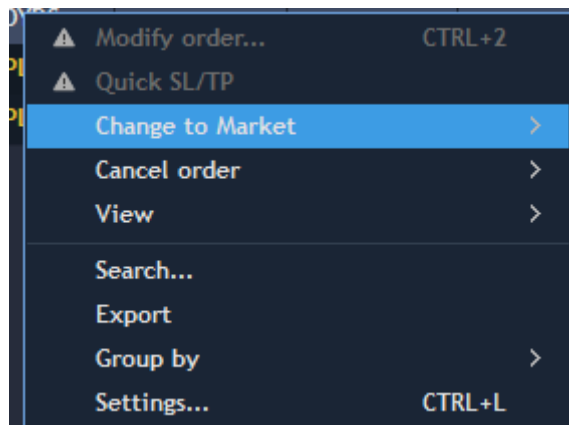 Modify order... CTRL+2
Quick SL/TP
Change to Market
Cancel order
View
Search...
Export
Group by
Settings... CTRL+L